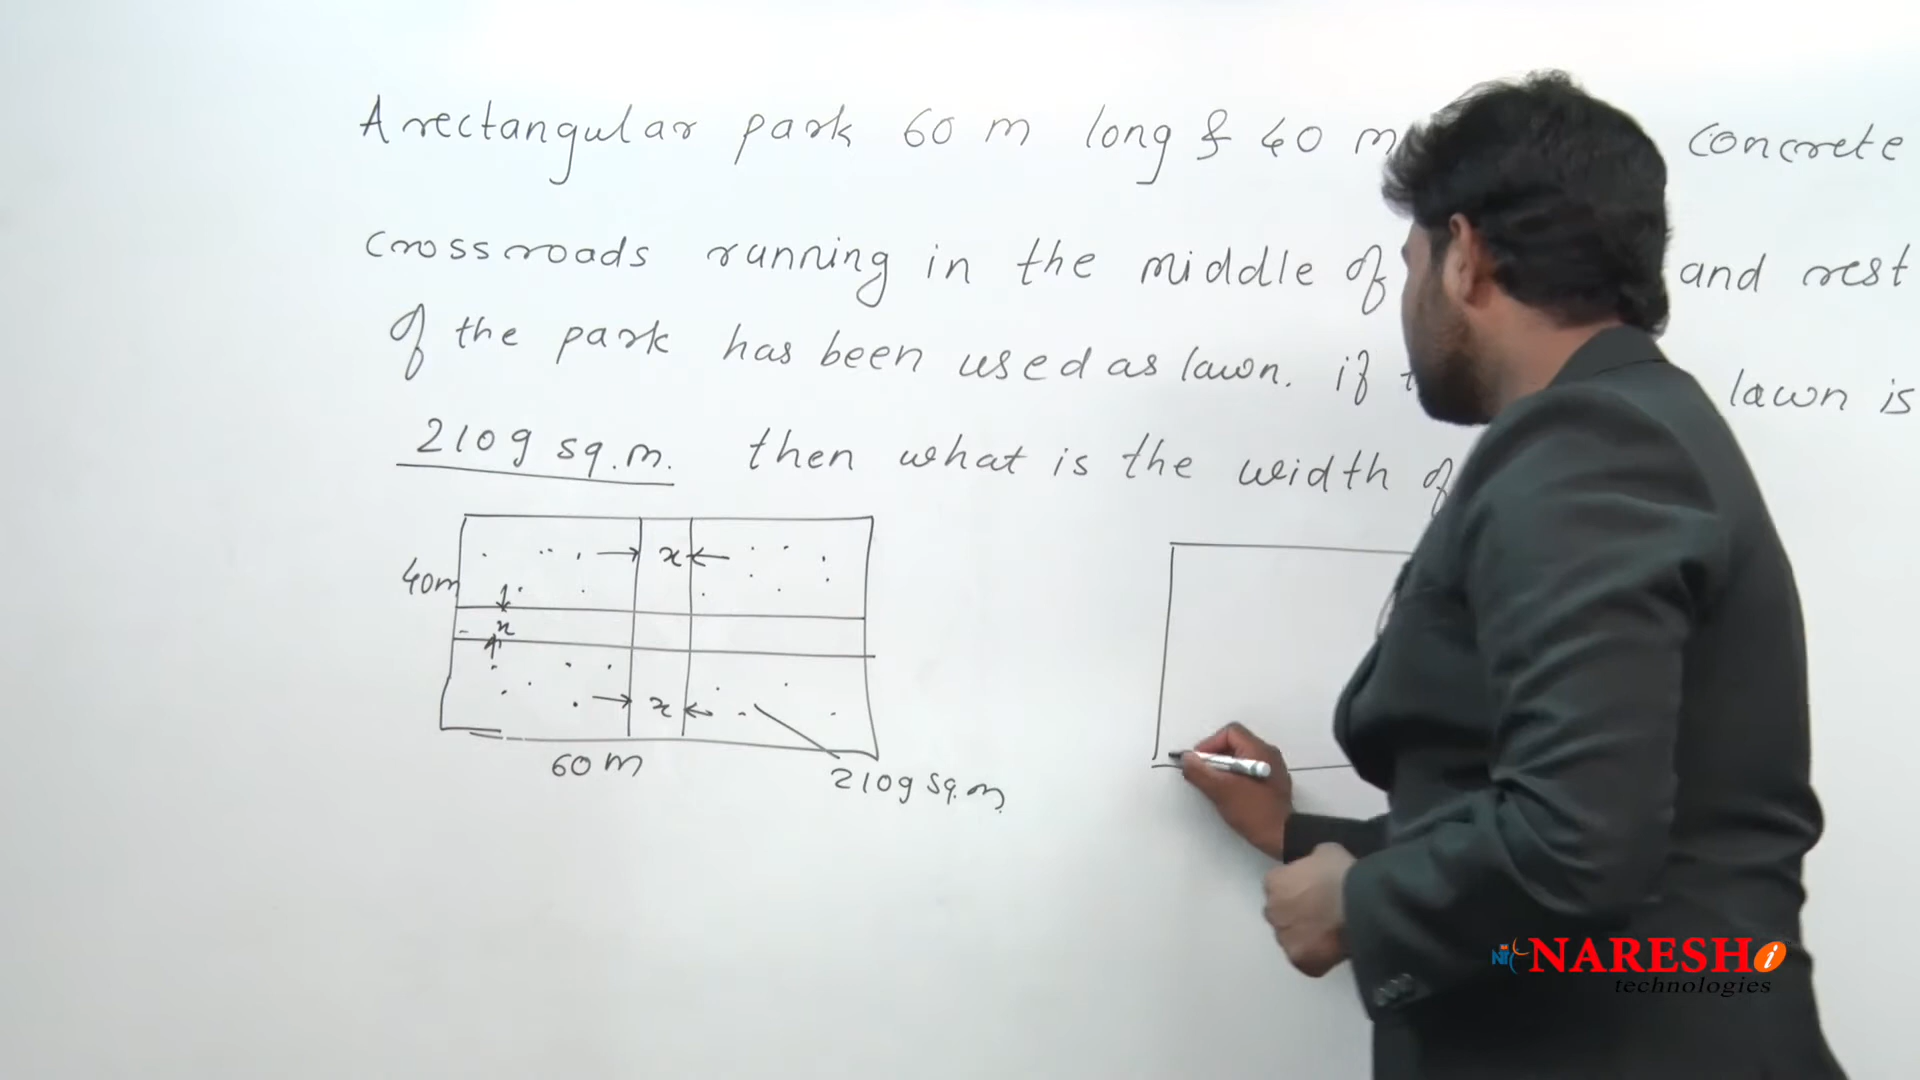 A rectangular park 60 m long & 40 m concrete
crossroads running in the middle of and rest
of the park has been used as lawn. if lawn is
2109 sq.m. then what is the width of
x
40m
x
x
60 m
2109 sq.m
NARESH i
technologies